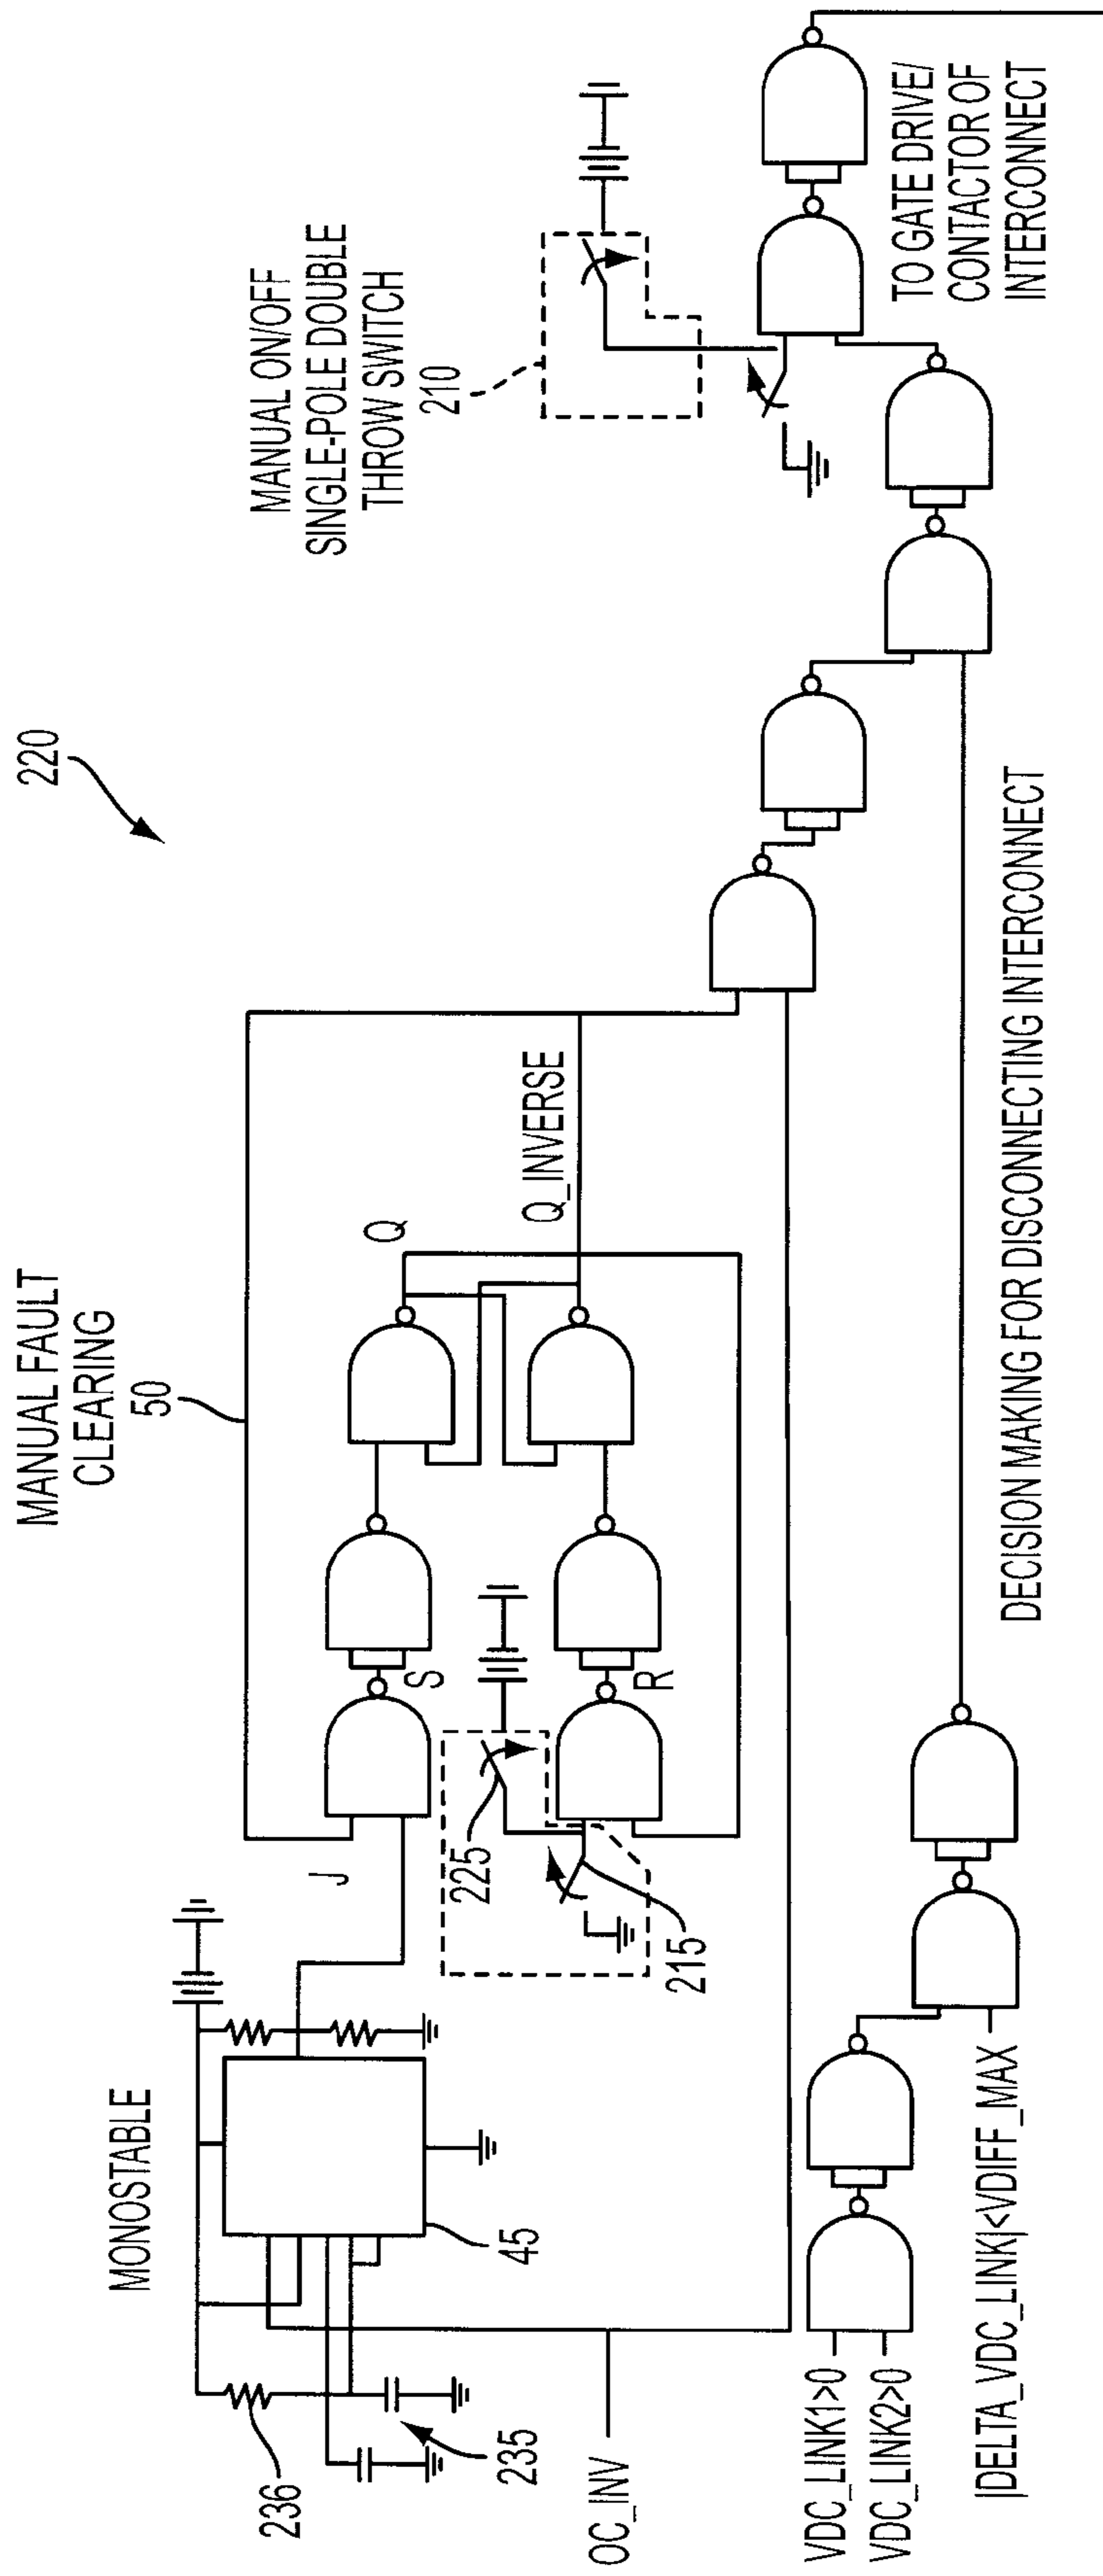 220
MANUAL FAULT
CLEARING
50
MONOSTABLE
45
236
235
J
S
Q
Q_INVERSE
225
215
R
OC_INV
MANUAL ON/OFF
SINGLE-POLE DOUBLE
THROW SWITCH
210
VDC_LINK1>0
VDC_LINK2>0
|DELTA_VDC_LINK|<VDIFF_MAX
DECISION MAKING FOR DISCONNECTING INTERCONNECT
TO GATE DRIVE/
CONTACTOR OF
INTERCONNECT